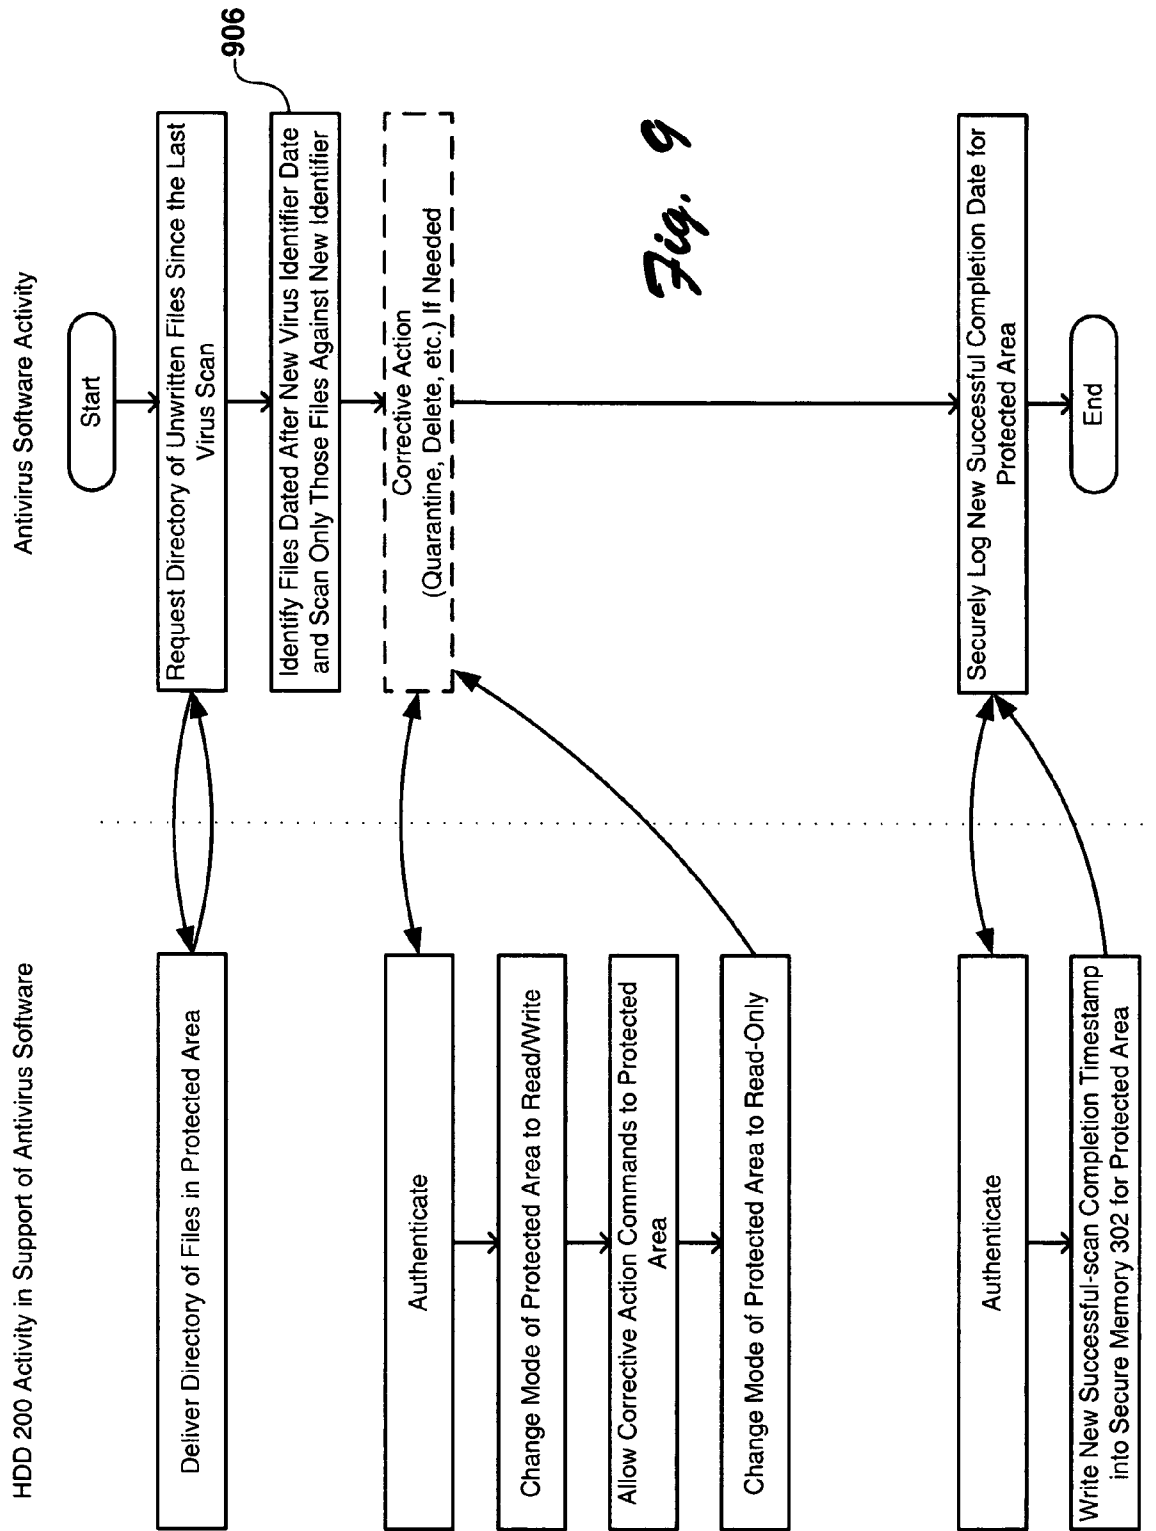 HDD 200 Activity in Support of Antivirus Software
Antivirus Software Activity
Start
Deliver Directory of Files in Protected Area
Request Directory of Unwritten Files Since the Last
Virus Scan
906
Identify Files Dated After New Virus Identifier Date
and Scan Only Those Files Against New Identifier
Authenticate
Corrective Action
(Quarantine, Delete, etc.) If Needed
Change Mode of Protected Area to Read/Write
Allow Corrective Action Commands to Protected
Area
Change Mode of Protected Area to Read-Only
Fig. 9
Authenticate
Securely Log New Successful Completion Date for
Protected Area
Write New Successful-scan Completion Timestamp
into Secure Memory 302 for Protected Area
End